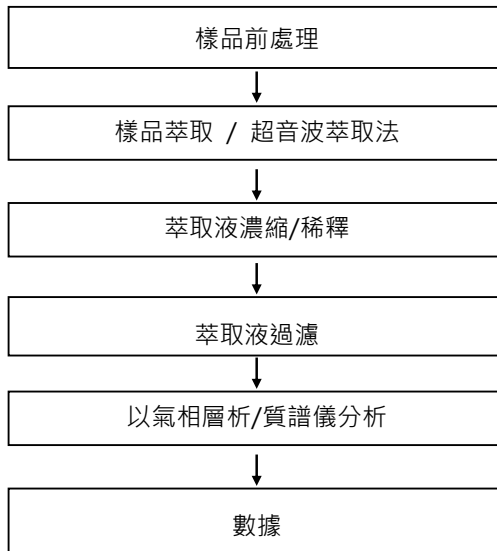 樣品前處理
樣品萃取 / 超音波萃取法
萃取液濃縮/稀釋
萃取液過濾
以氣相層析/質譜儀分析
數據